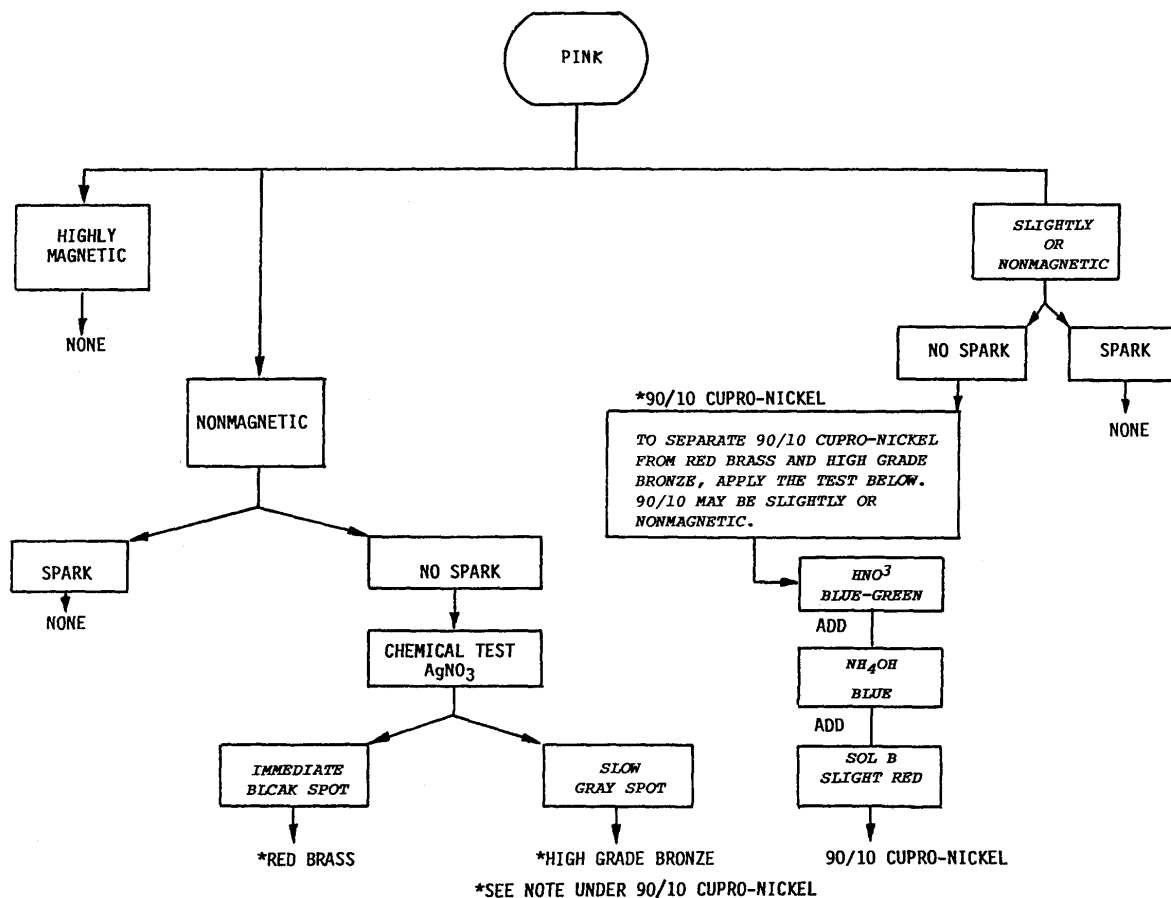 PINK
HIGHLY
MAGNETIC
NONE
NONMAGNETIC
SPARK
NONE
NO SPARK
CHEMICAL TEST
AgNO3
IMMEDIATE
BLCAK SPOT
*RED BRASS
SLOW
GRAY SPOT
*HIGH GRADE BRONZE
*SEE NOTE UNDER 90/10 CUPRO-NICKEL
SLIGHTLY
OR
NONMAGNETIC
NO SPARK
SPARK
NONE
*90/10 CUPRO-NICKEL
TO SEPARATE 90/10 CUPRO-NICKEL
FROM RED BRASS AND HIGH GRADE
BRONZE, APPLY THE TEST BELOW.
90/10 MAY BE SLIGHTLY OR
NONMAGNETIC.
HNO3
BLUE-GREEN
ADD
NH4OH
BLUE
ADD
SOL B
SLIGHT RED
90/10 CUPRO-NICKEL